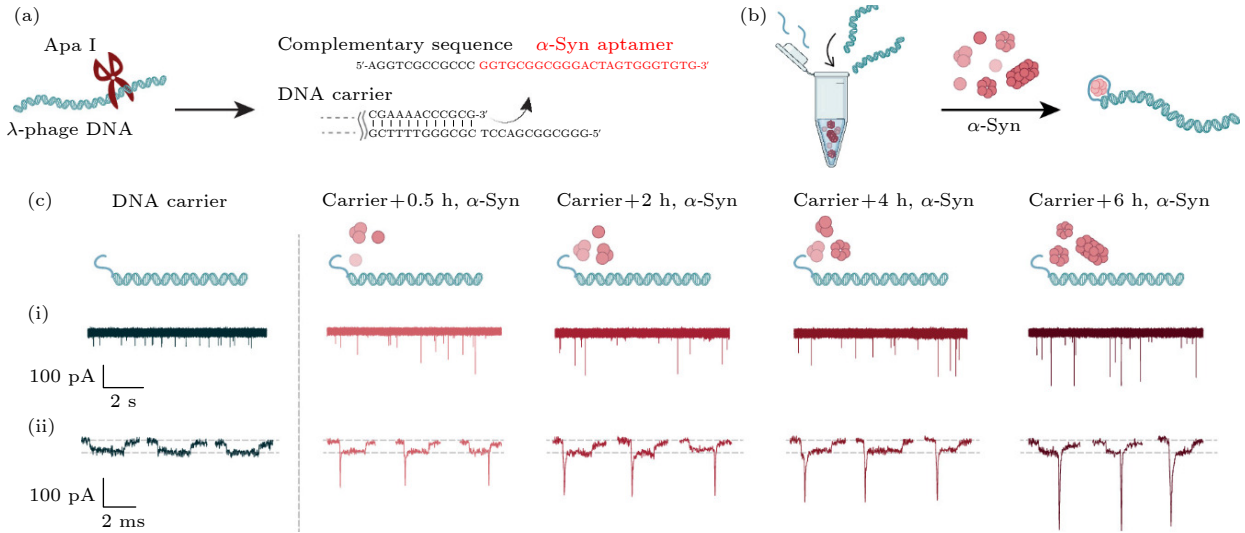 (a)
Apa I
λ-phage DNA
Complementary sequence α-Syn aptamer
5′-AGGTCGCCGCCC GGTGCGGCGGGACTAGTGGGTGTG-3′
DNA carrier
CGAAAACCCGCG-3′
GCTTTTGGGCGC TCCAGCGGCGGG-5′
(b)
α-Syn
(c)
DNA carrier
Carrier+0.5 h, α-Syn
Carrier+2 h, α-Syn
Carrier+4 h, α-Syn
Carrier+6 h, α-Syn
(i)
100 pA
2 s
(ii)
100 pA
2 ms